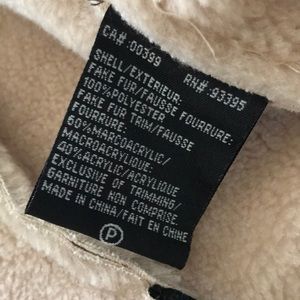 CA#:00399 RN#:93395
SHELL/EXTERIEUR:
FAKE FUR/FAUSSE FOURRURE:
100%POLYESTER
FAKE FUR TRIM/FAUSSE
FOURRURE:
60%MARCOACRYLIC/
MACROACRYLIQUE:
40%ACRYLIC/ACRYLIQUE
EXCLUSIVE OF TRIMMING/
GARNITURE NON COMPRISE.
MADE IN CHINA/FAIT EN CHINE
P